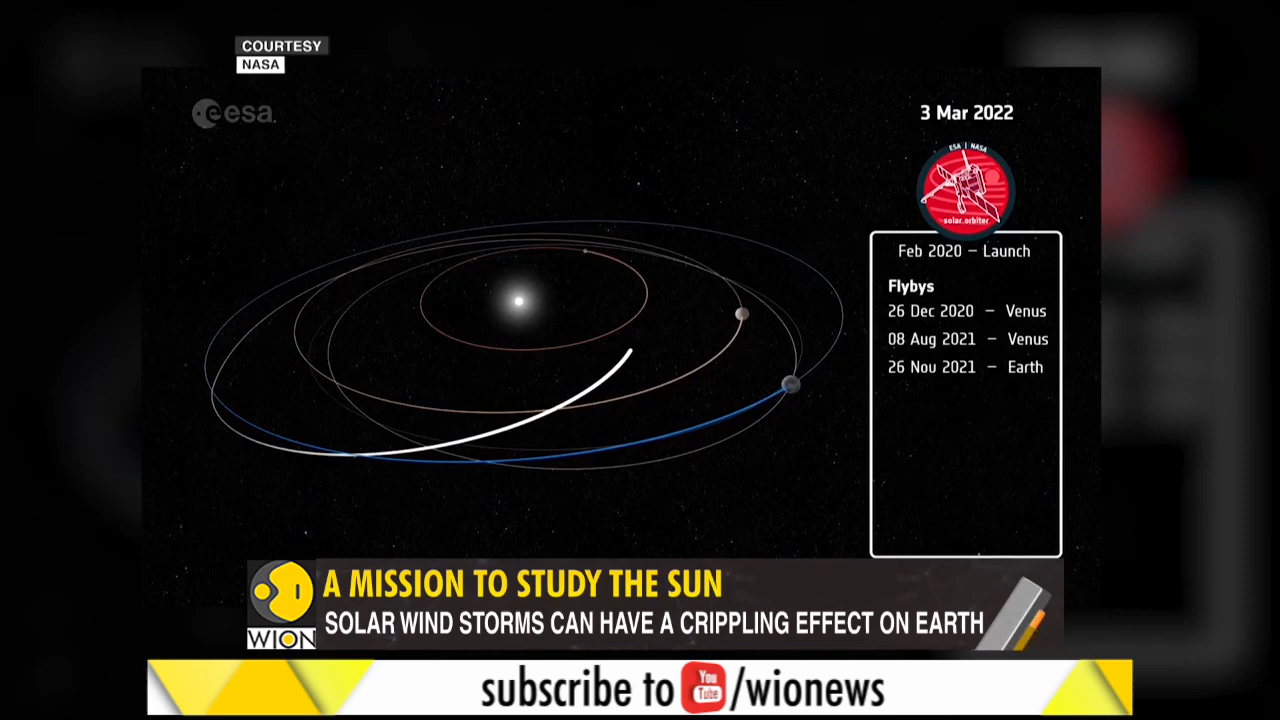 COURTESY
NASA
esa
3 Mar 2022
ESA | NASA
solar orbiter
Feb 2020 – Launch
Flybys
26 Dec 2020 – Venus
08 Aug 2021 – Venus
26 Nov 2021 – Earth
A MISSION TO STUDY THE SUN
SOLAR WIND STORMS CAN HAVE A CRIPPLING EFFECT ON EARTH
WION
subscribe to You Tube /wionews